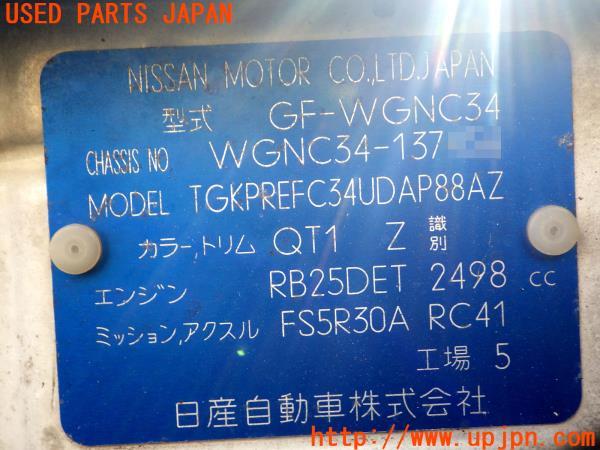 USED PARTS JAPAN
NISSAN MOTOR CO.,LTD.JAPAN
型式 GF-WGNC34
CHASSIS NO WGNC34-137
MODEL TGKPREFC34UDAP88AZ
カラー,トリム QT1 Z 識別
エンジン RB25DET 2498 cc
ミッション,アクスル FS5R30A RC41
工場 5
日産自動車株式会社
http://www.upjpn.com/